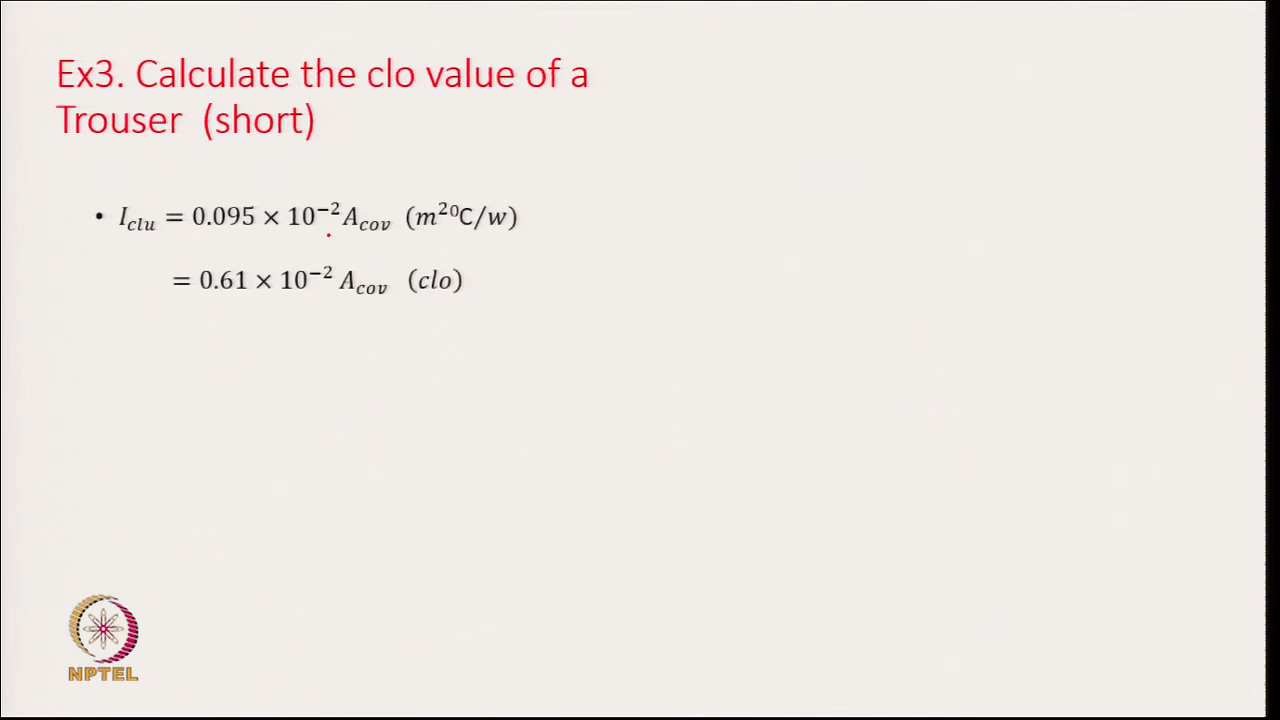 Ex3. Calculate the clo value of a
Trouser (short)
• I_clu = 0.095 × 10⁻² A_cov (m²⁰C/w)
= 0.61 × 10⁻² A_cov (clo)
NPTEL